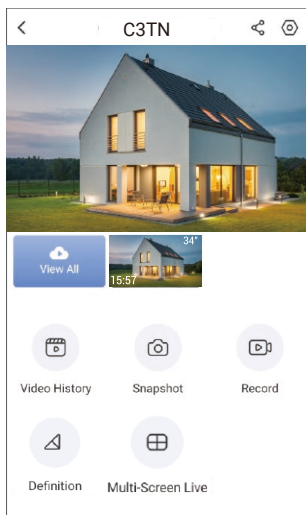 C3TN
View All
34"
15:57
Video History
Snapshot
Record
Definition
Multi-Screen Live